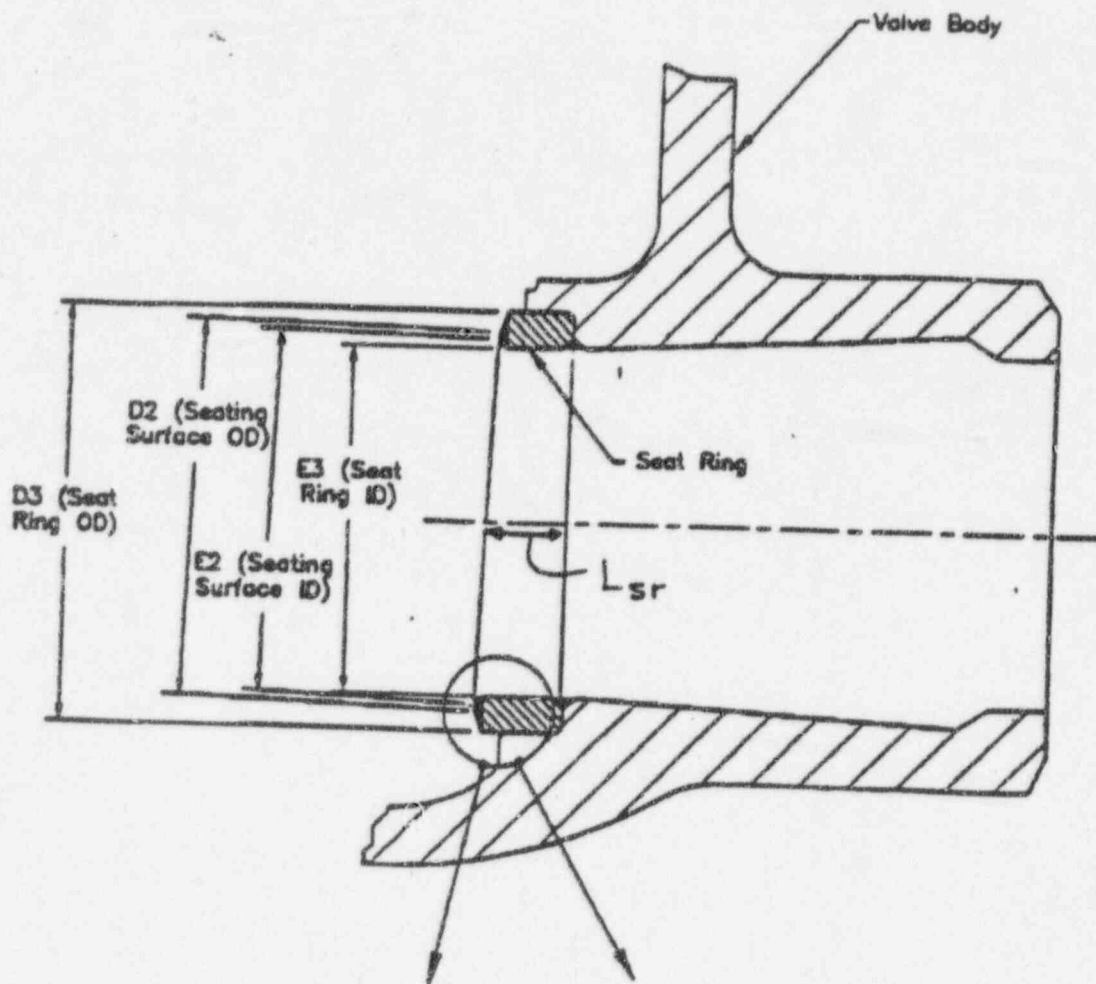 Valve Body
D2 (Seating
Surface OD)
E3 (Seat
Ring ID)
Seat Ring
D3 (Seat
Ring OD)
E2 (Seating
Surface ID)
Lsr